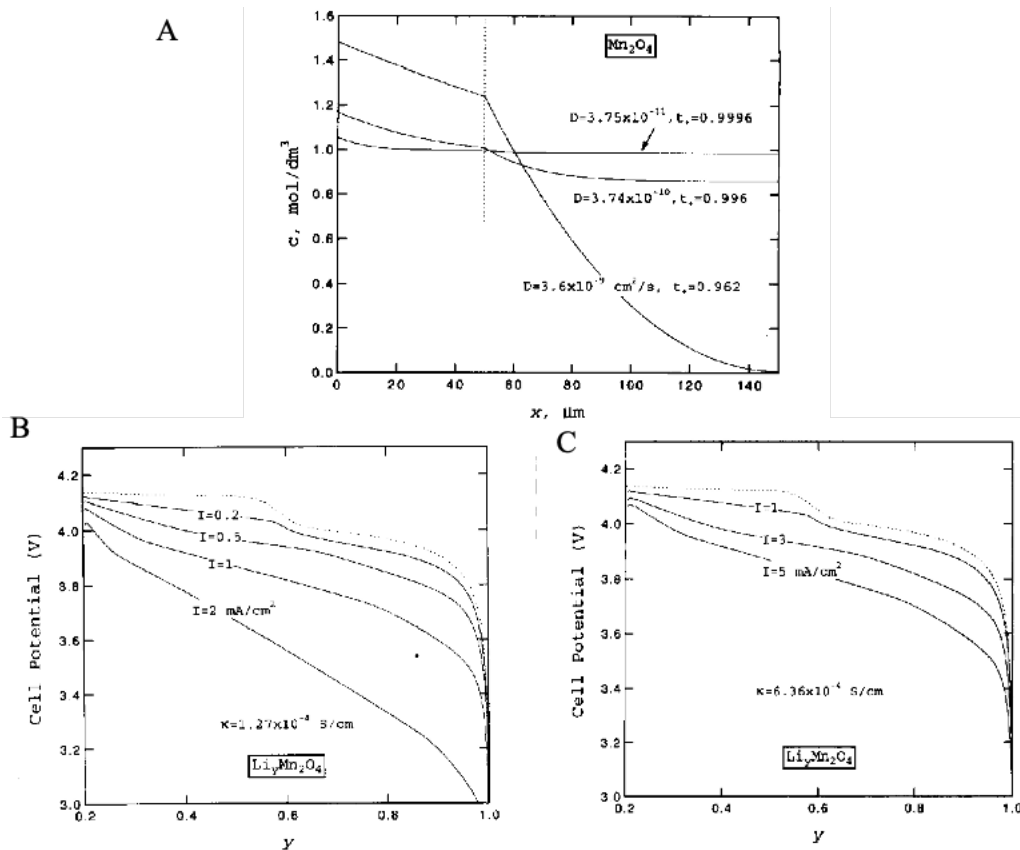 A
Mn₂O₄
1.6
1.4
1.2
1.0
0.8
0.6
0.4
0.2
0.0
c, mol/dm³
D=3.75x10⁻¹¹, t₊=0.9996
D=3.74x10⁻¹⁰, t₊=0.996
cm²/s, t₊=0.962
0 20 40 60 80 100 120 140
x, µm
B
4.2
4.0
3.8
3.6
3.4
3.2
3.0
Cell Potential (V)
I=0.2
I=0.5
I=1
I=2 mA/cm²
κ=1.27x10⁻⁴ S/cm
LiyMn₂O₄
0.2 0.4 0.6 0.8 1.0
y
C
4.2
4.0
3.8
3.6
3.4
3.2
3.0
Cell Potential (V)
I=1
I=3
I=5 mA/cm²
κ=6.36x10⁻⁴ S/cm
LiyMn₂O₄
0.2 0.4 0.6 0.8 1.0
y